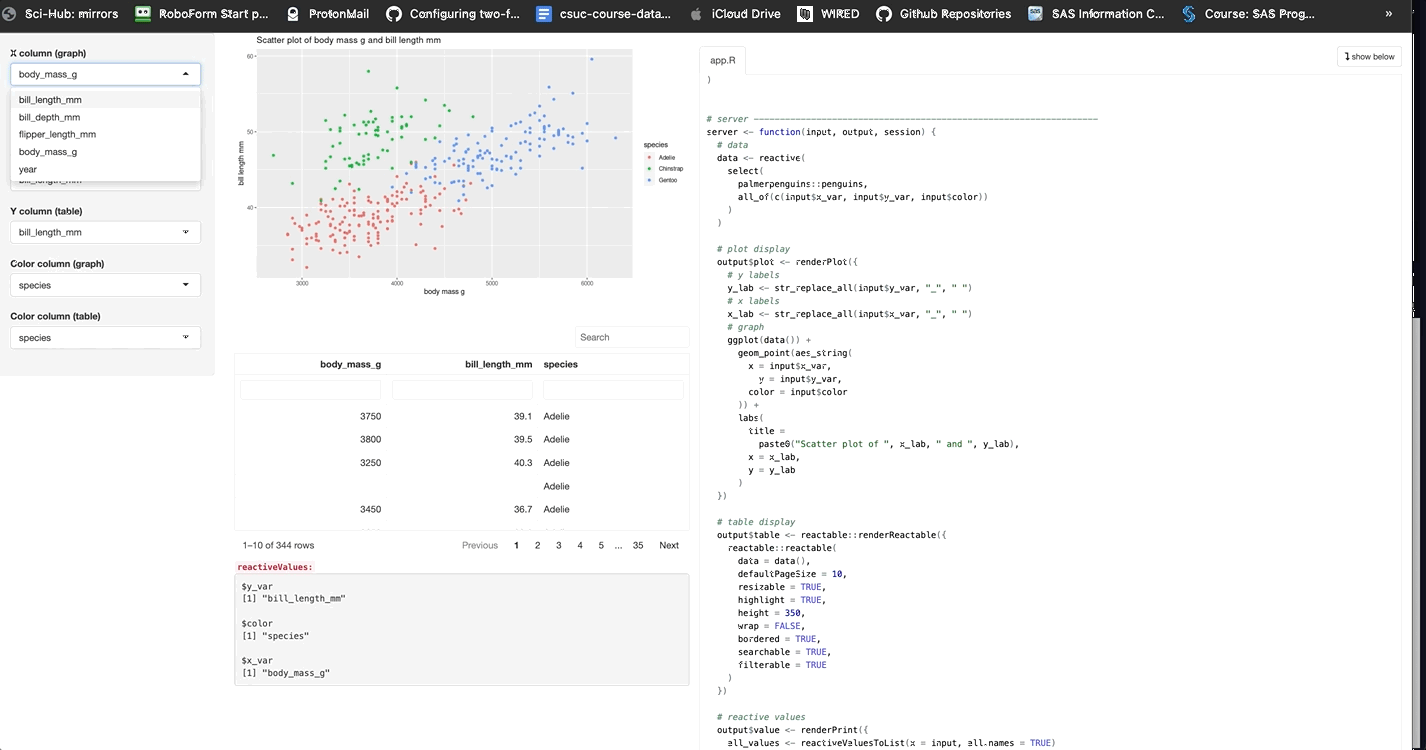 Sci-Hub: mirrors
RoboForm Start p...
ProtonMail
Configuring two-f...
csuc-course-data...
iCloud Drive
WIRED
Github Repositories
SAS Information C...
Course: SAS Prog...
»
X column (graph)
body_mass_g
bill_length_mm
bill_depth_mm
flipper_length_mm
body_mass_g
year
bill_length_mm
Y column (table)
bill_length_mm
Color column (graph)
species
Color column (table)
species
Scatter plot of body mass g and bill length mm
60
50
40
bill length mm
3000 4000 5000 6000
body mass g
species
Adelie
Chinstrap
Gentoo
Search
body_mass_g bill_length_mm species
3750 39.1 Adelie
3800 39.5 Adelie
3250 40.3 Adelie
Adelie
3450 36.7 Adelie
1–10 of 344 rows Previous 1 2 3 4 5 ... 35 Next
reactiveValues:
$y_var
[1] "bill_length_mm"
$color
[1] "species"
$x_var
[1] "body_mass_g"
app.R
show below
)
# server ––––––––––––––––––––––––––––––––
server <- function(input, output, session) {
# data
data <- reactive(
select(
palmerpenguins::penguins,
all_of(c(input$x_var, input$y_var, input$color))
)
)
# plot display
output$plot <- renderPlot({
# y labels
y_lab <- str_replace_all(input$y_var, "_", " ")
# x labels
x_lab <- str_replace_all(input$x_var, "_", " ")
# graph
ggplot(data()) +
geom_point(aes_string(
x = input$x_var,
y = input$y_var,
color = input$color
)) +
labs(
title =
paste0("Scatter plot of ", x_lab, " and ", y_lab),
x = x_lab,
y = y_lab
)
})
# table display
output$table <- reactable::renderReactable({
reactable::reactable(
data = data(),
defaultPageSize = 10,
resizable = TRUE,
highlight = TRUE,
height = 350,
wrap = FALSE,
bordered = TRUE,
searchable = TRUE,
filterable = TRUE
)
})
# reactive values
output$value <- renderPrint({
all_values <- reactiveValuesToList(x = input, all.names = TRUE)